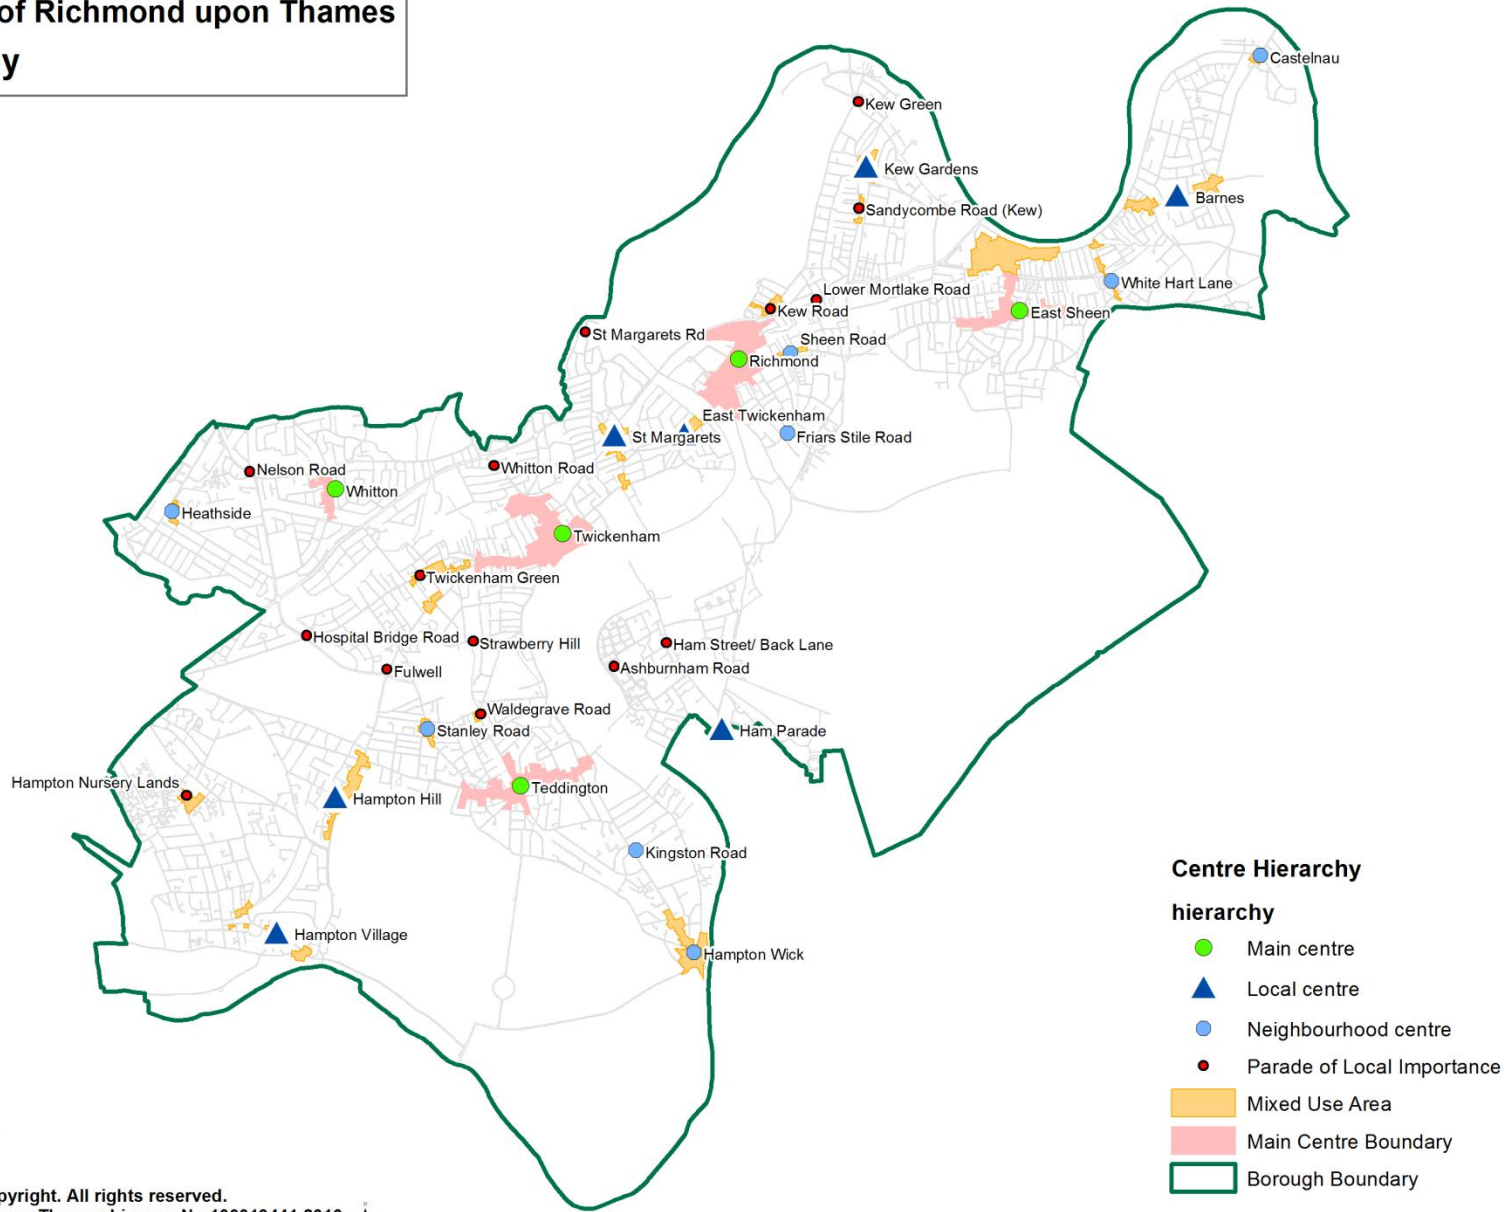 of Richmond upon Thames
y
Castelnau
Kew Green
Kew Gardens
Barnes
Sandycombe Road (Kew)
White Hart Lane
Lower Mortlake Road
Kew Road
East Sheen
St Margarets Rd
Sheen Road
Richmond
East Twickenham
St Margarets
Friars Stile Road
Nelson Road
Whitton Road
Whitton
Heathside
Twickenham
Twickenham Green
Hospital Bridge Road
Strawberry Hill
Ham Street/ Back Lane
Fulwell
Ashburnham Road
Waldegrave Road
Stanley Road
Ham Parade
Hampton Nursery Lands
Teddington
Hampton Hill
Kingston Road
Hampton Village
Hampton Wick
Centre Hierarchy
hierarchy
Main centre
Local centre
Neighbourhood centre
Parade of Local Importance
Mixed Use Area
Main Centre Boundary
Borough Boundary
pyright. All rights reserved.